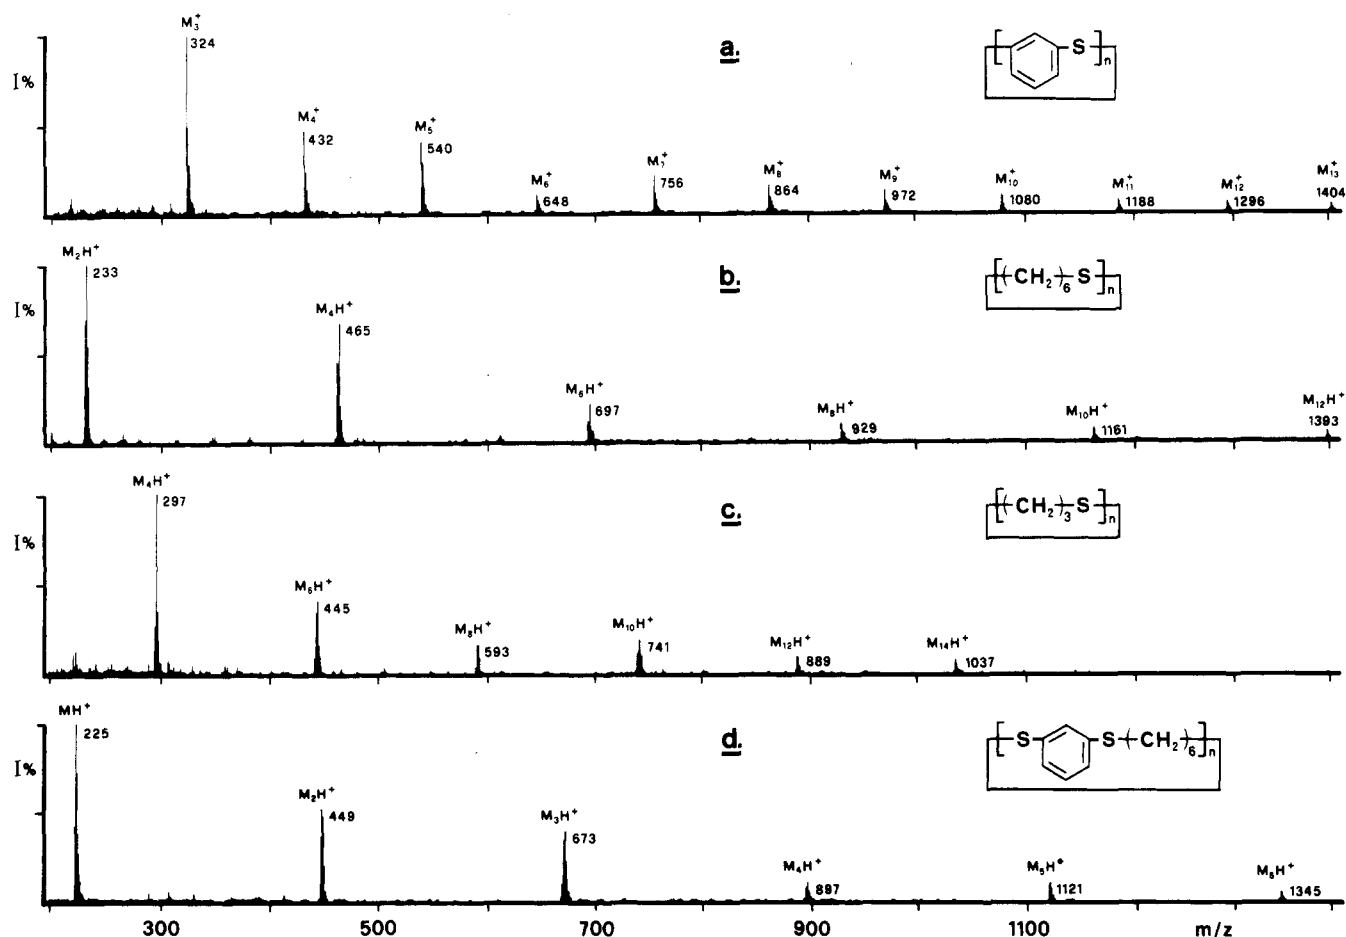 M₃⁺
324
I%
M₄⁺
432
M₅⁺
540
M₆⁺
648
M₇⁺
756
M₈⁺
864
M₉⁺
972
M₁₀⁺
1080
M₁₁⁺
1188
M₁₂⁺
1296
M₁₃⁺
1404
a.
[ S ]n
M₂H⁺
233
I%
M₄H⁺
465
M₆H⁺
697
M₈H⁺
929
M₁₀H⁺
1161
M₁₂H⁺
1393
b.
[(CH₂)₆ S]n
M₄H⁺
297
I%
M₆H⁺
445
M₈H⁺
593
M₁₀H⁺
741
M₁₂H⁺
889
M₁₄H⁺
1037
c.
[(CH₂)₃ S]n
MH⁺
225
I%
M₂H⁺
449
M₃H⁺
673
M₄H⁺
897
M₅H⁺
1121
M₆H⁺
1345
d.
[S S(CH₂)₆]n
300 500 700 900 1100 m/z